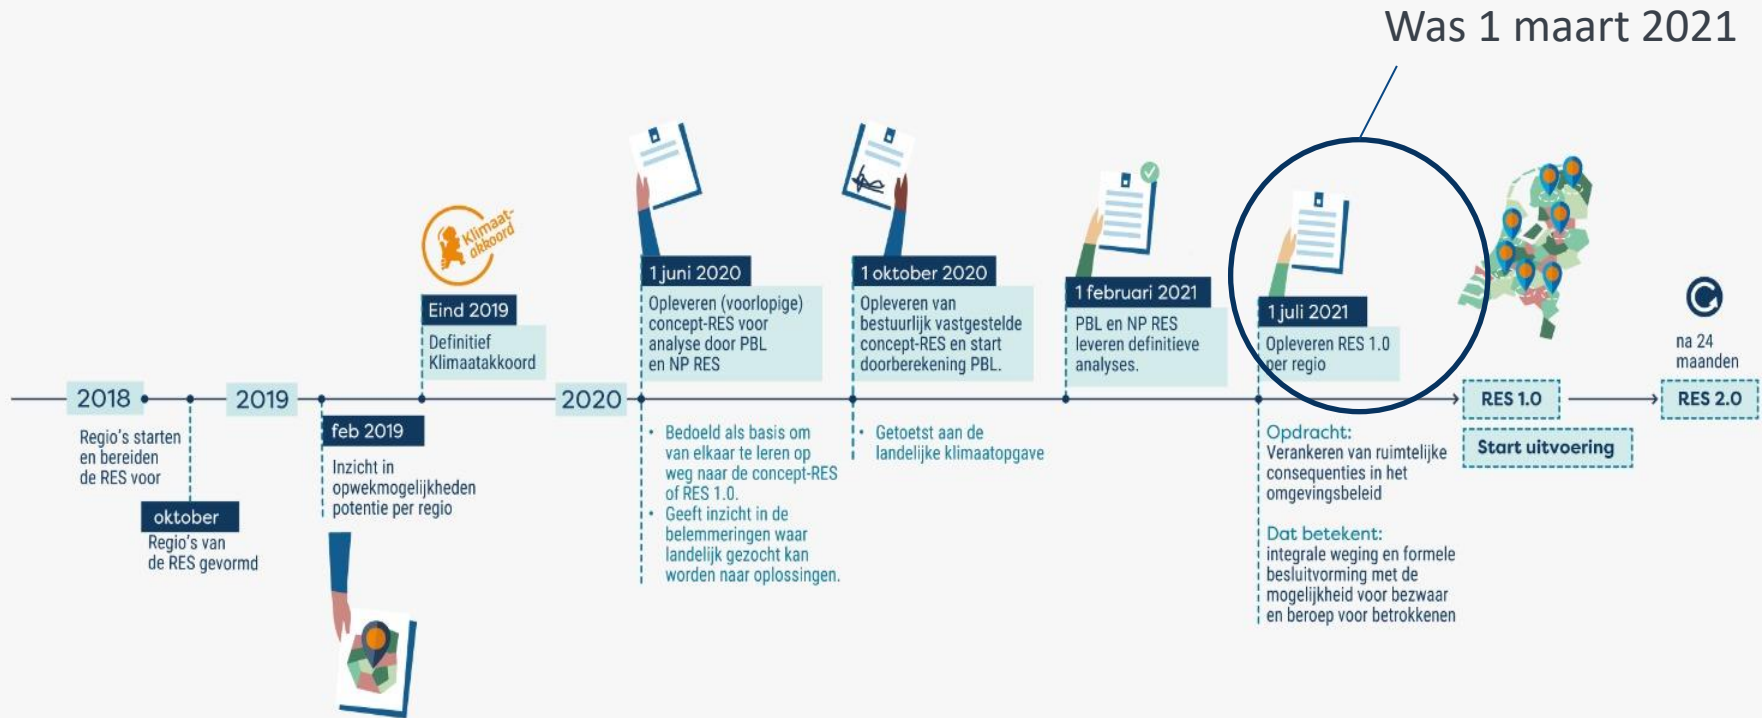 Was 1 maart 2021
Klimaat-
akkoord
Eind 2019
Definitief
Klimaatakkoord
1 juni 2020
Opleveren (voorlopige)
concept-RES voor
analyse door PBL
en NP RES
1 oktober 2020
Opleveren van
bestuurlijk vastgestelde
concept-RES en start
doorberekening PBL.
1 februari 2021
PBL en NP RES
leveren definitieve
analyses.
1 juli 2021
Opleveren RES 1.0
per regio
na 24
maanden
2018
2019
2020
RES 1.0
RES 2.0
Start uitvoering
Regio's starten
en bereiden
de RES voor
oktober
Regio's van
de RES gevormd
feb 2019
Inzicht in
opwekmogelijkheden
potentie per regio
• Bedoeld als basis om
van elkaar te leren op
weg naar de concept-RES
of RES 1.0.
• Geeft inzicht in de
belemmeringen waar
landelijk gezocht kan
worden naar oplossingen.
• Getoetst aan de
landelijke klimaatopgave
Opdracht:
Verankeren van ruimtelijke
consequenties in het
omgevingsbeleid
Dat betekent:
integrale weging en formele
besluitvorming met de
mogelijkheid voor bezwaar
en beroep voor betrokkenen